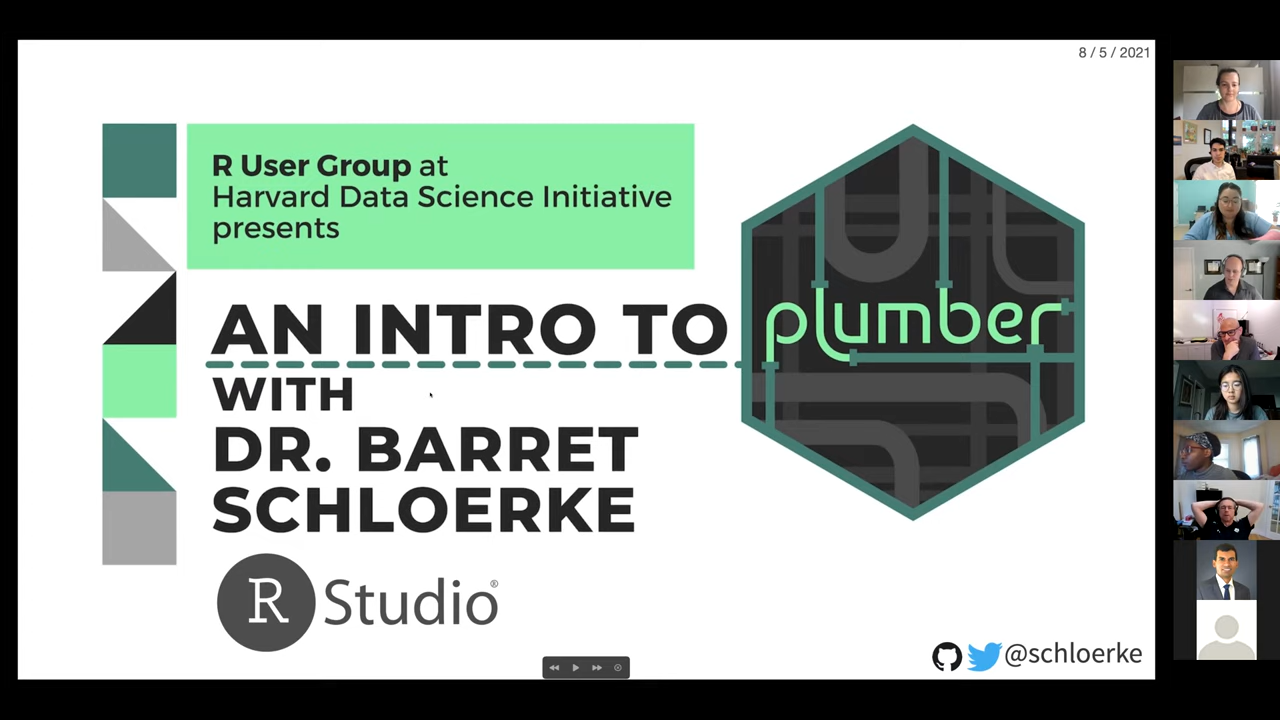 8 / 5 / 2021
R User Group at
Harvard Data Science Initiative
presents
AN INTRO TO
plumber
WITH
DR. BARRET
SCHLOERKE
R Studio®
@schloerke